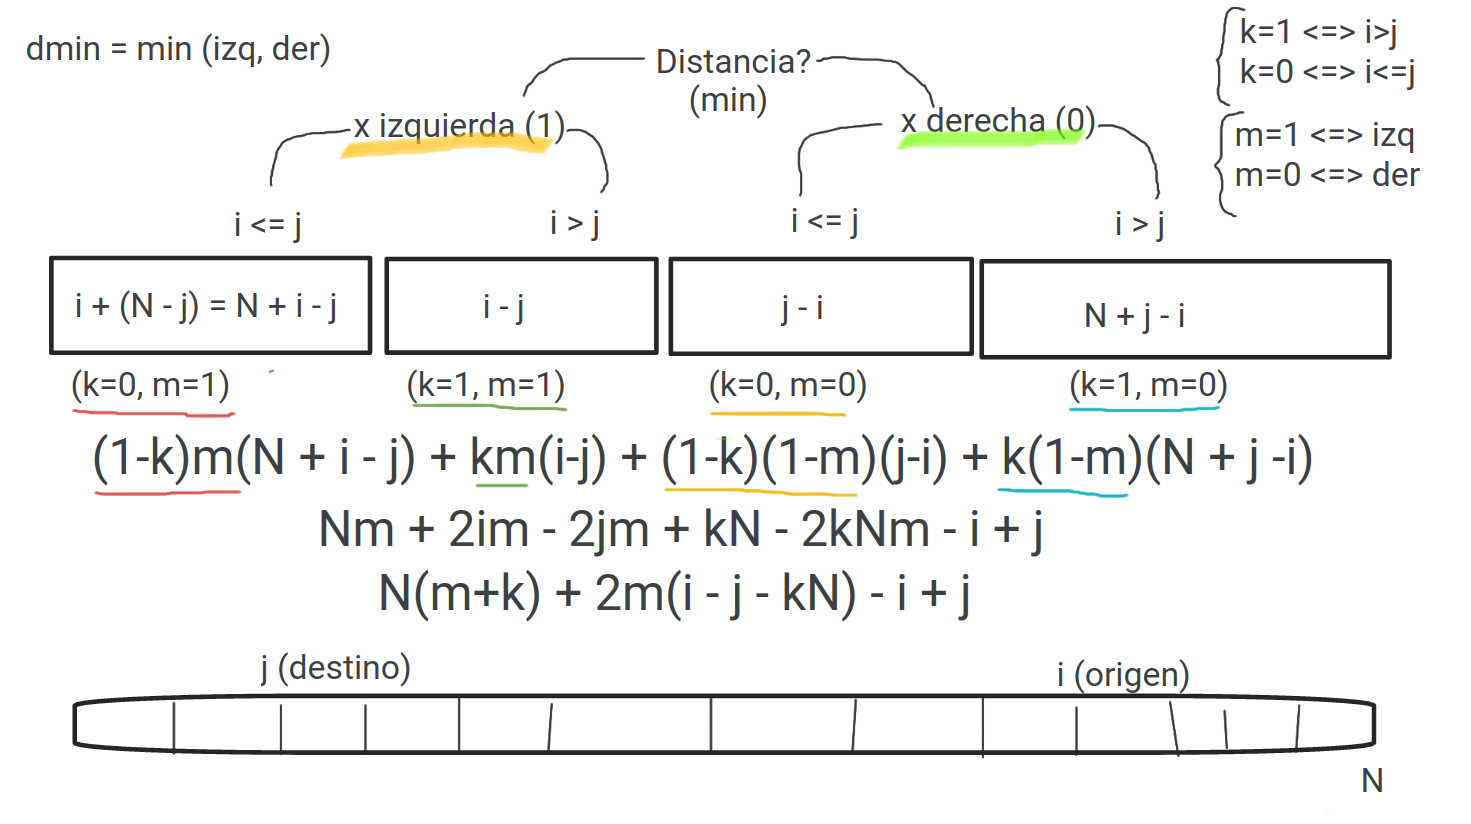 dmin = min (izq, der)
Distancia?
(min)
k=1 <=> i>j
k=0 <=> i<=j
m=1 <=> izq
m=0 <=> der
x izquierda (1)
x derecha (0)
i <= j
i > j
i <= j
i > j
i + (N - j) = N + i - j
i - j
j - i
N + j - i
(k=0, m=1)
(k=1, m=1)
(k=0, m=0)
(k=1, m=0)
(1-k)m(N + i - j) + km(i-j) + (1-k)(1-m)(j-i) + k(1-m)(N + j -i)
Nm + 2im - 2jm + kN - 2kNm - i + j
N(m+k) + 2m(i - j - kN) - i + j
j (destino)
i (origen)
N